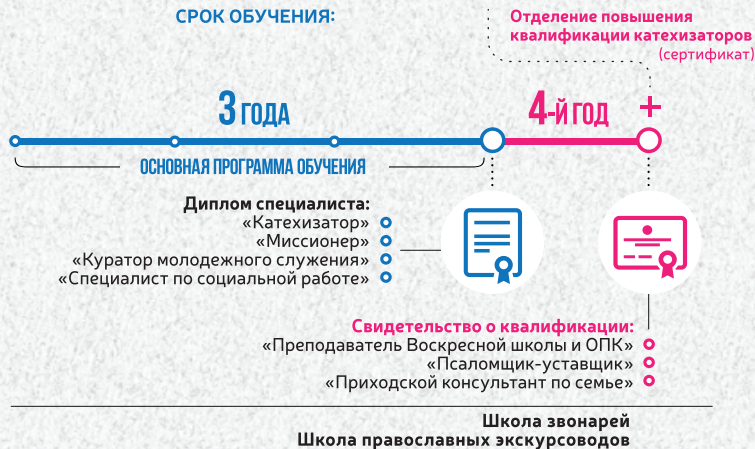 СРОК ОБУЧЕНИЯ:
Отделение повышения
квалификации катехизаторов
(сертификат)
3 ГОДА
4-Й ГОД
+
ОСНОВНАЯ ПРОГРАММА ОБУЧЕНИЯ
Диплом специалиста:
«Катехизатор»
«Миссионер»
«Куратор молодежного служения»
«Специалист по социальной работе»
Свидетельство о квалификации:
«Преподаватель Воскресной школы и ОПК»
«Псаломщик-уставщик»
«Приходской консультант по семье»
Школа звонарей
Школа православных экскурсоводов